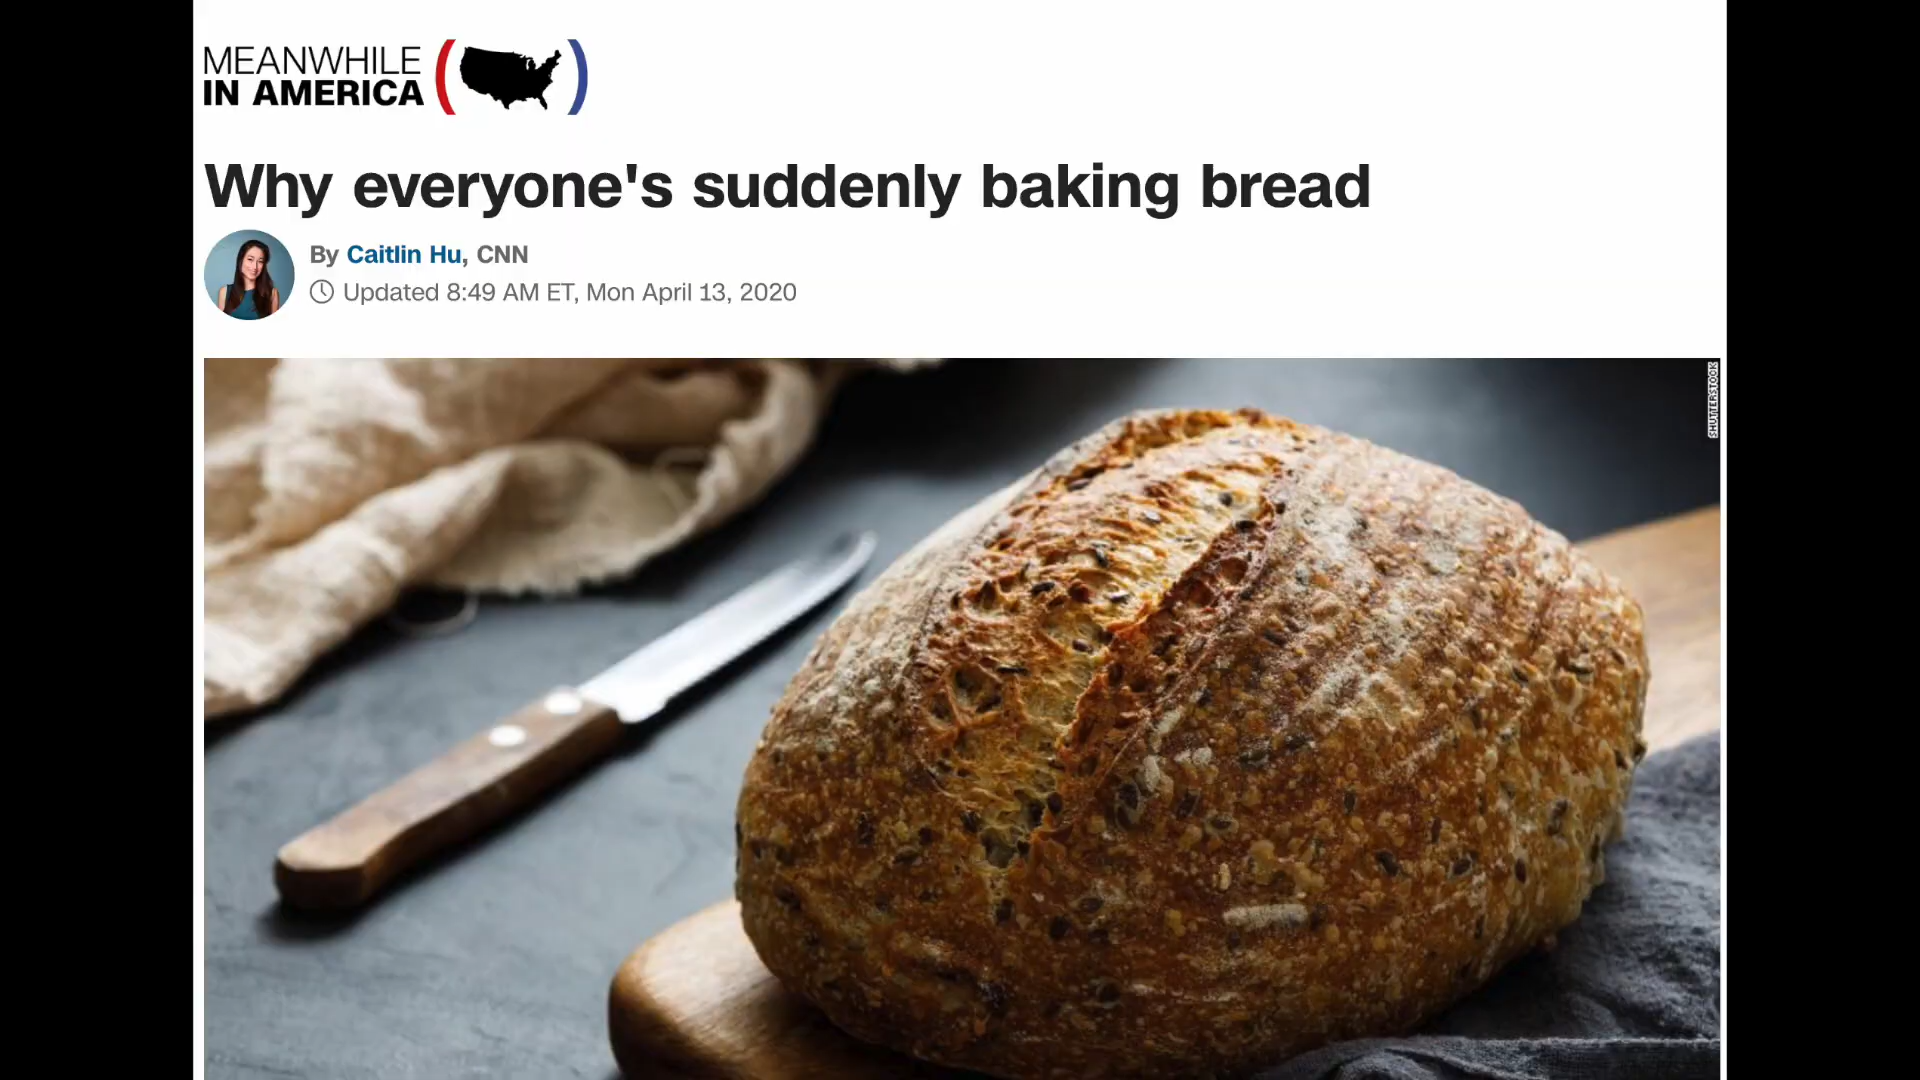 MEANWHILE
IN AMERICA
Why everyone's suddenly baking bread
By Caitlin Hu, CNN
Updated 8:49 AM ET, Mon April 13, 2020
SHUTTERSTOCK